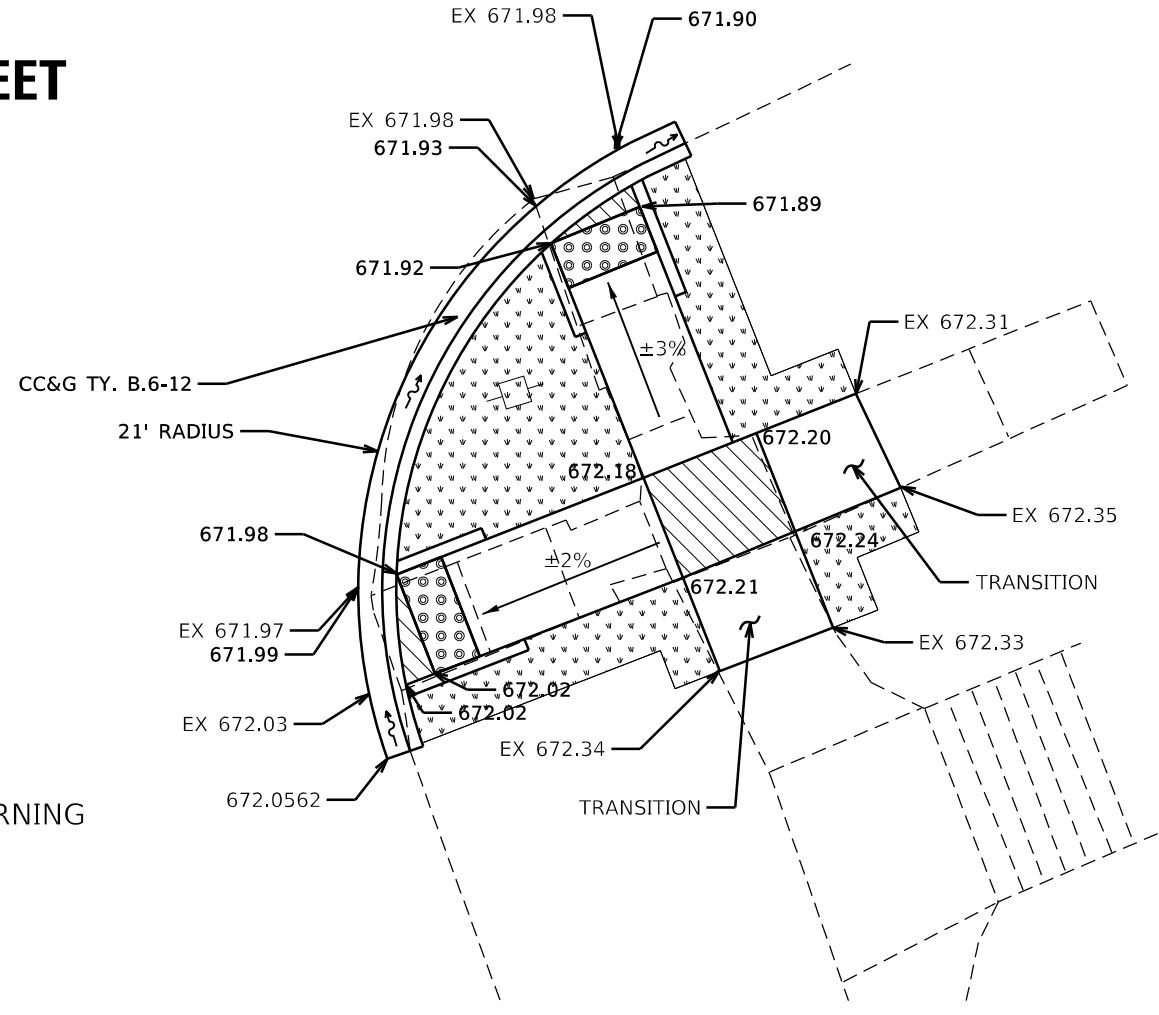 EX 671.98
671.90
EET
EX 671.98
671.93
671.89
671.92
EX 672.31
±3%
CC&G TY. B.6-12
21' RADIUS
672.20
672.18
EX 672.35
671.98
672.24
±2%
TRANSITION
672.21
EX 671.97
671.99
EX 672.33
672.02
672.02
EX 672.03
EX 672.34
672.0562
TRANSITION
RNING